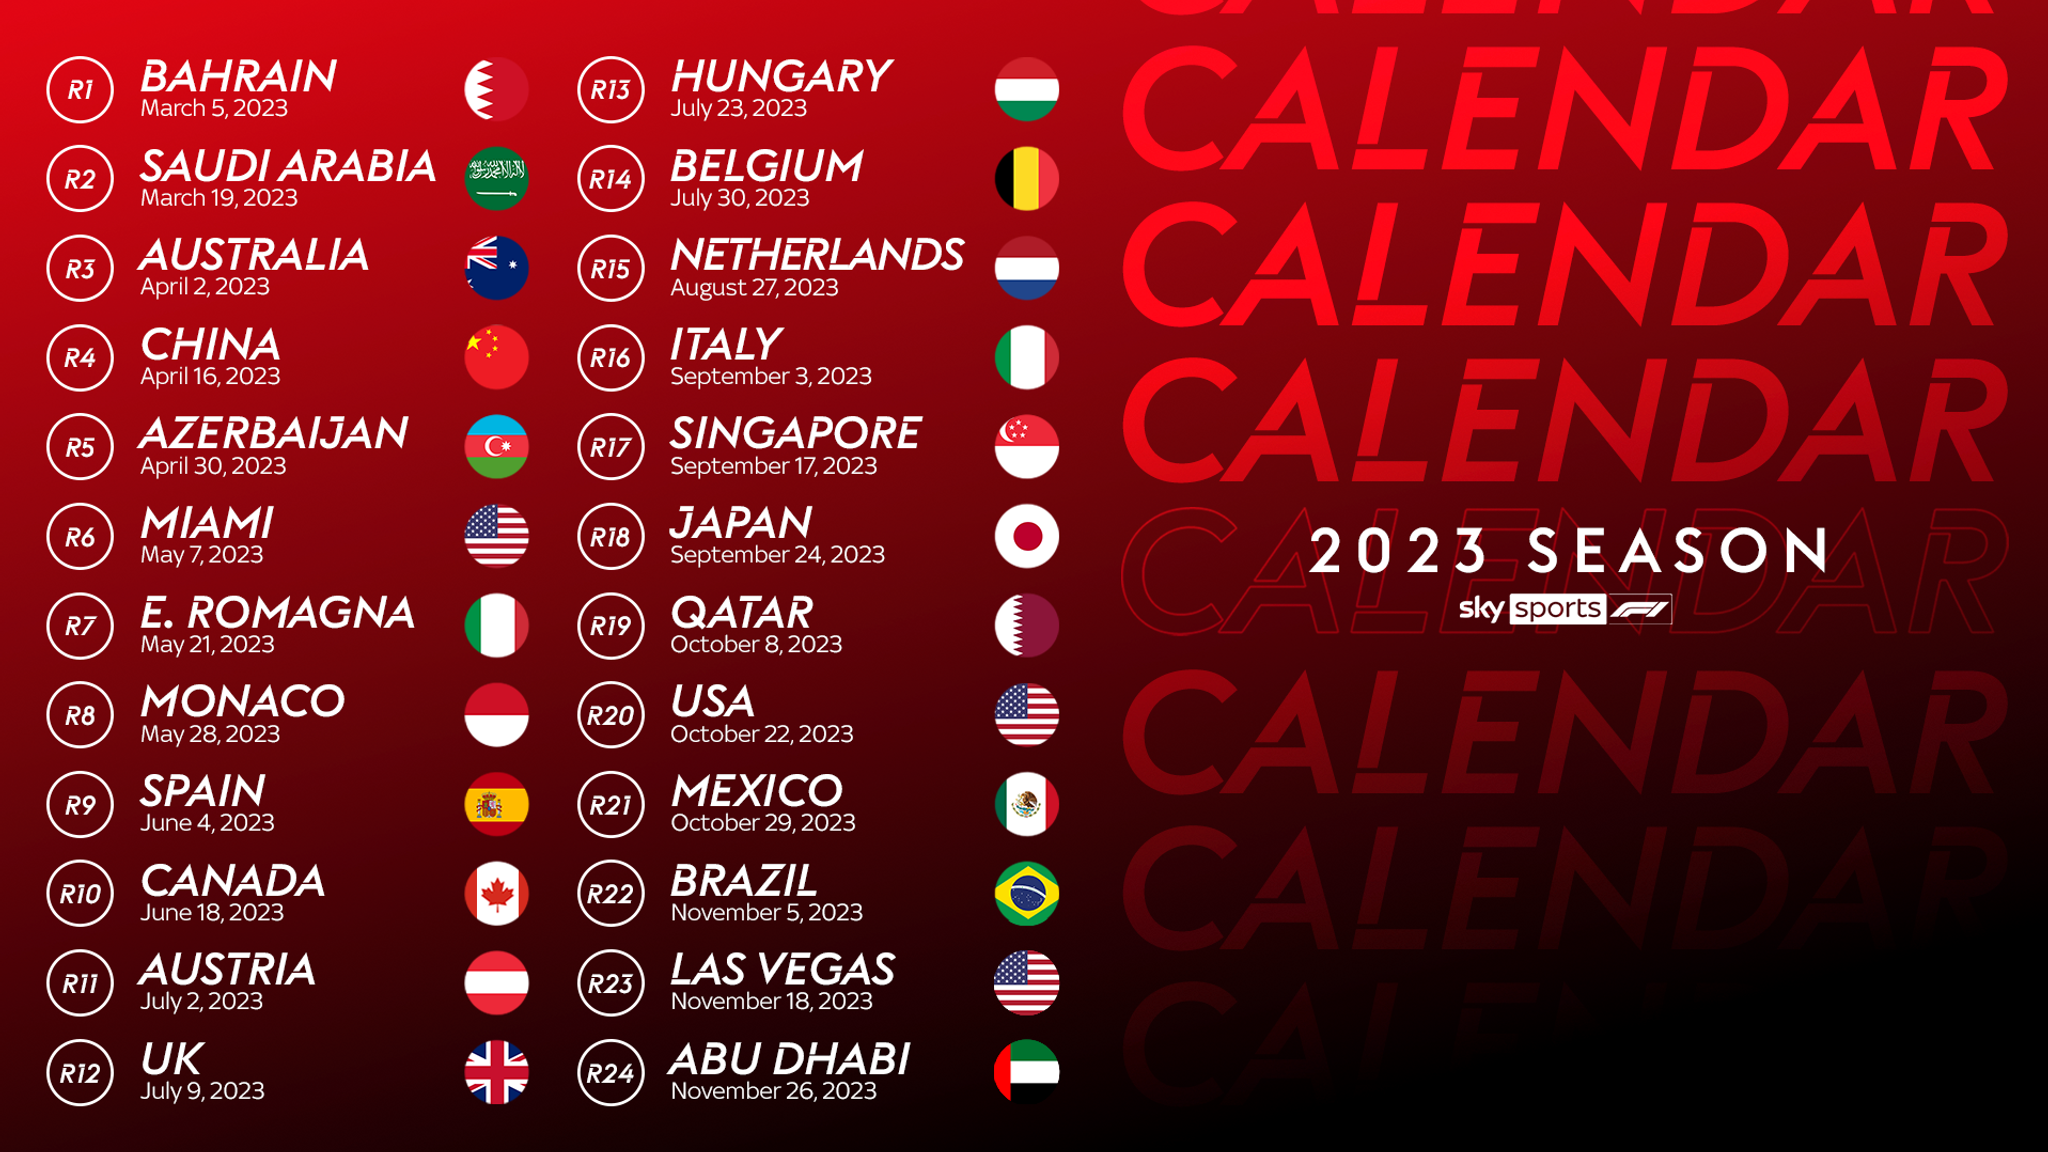 R1
BAHRAIN
March 5, 2023
R2
SAUDI ARABIA
March 19, 2023
R3
AUSTRALIA
April 2, 2023
R4
CHINA
April 16, 2023
R5
AZERBAIJAN
April 30, 2023
R6
MIAMI
May 7, 2023
R7
E. ROMAGNA
May 21, 2023
R8
MONACO
May 28, 2023
R9
SPAIN
June 4, 2023
R10
CANADA
June 18, 2023
R11
AUSTRIA
July 2, 2023
R12
UK
July 9, 2023
R13
HUNGARY
July 23, 2023
R14
BELGIUM
July 30, 2023
R15
NETHERLANDS
August 27, 2023
R16
ITALY
September 3, 2023
R17
SINGAPORE
September 17, 2023
R18
JAPAN
September 24, 2023
R19
QATAR
October 8, 2023
R20
USA
October 22, 2023
R21
MEXICO
October 29, 2023
R22
BRAZIL
November 5, 2023
R23
LAS VEGAS
November 18, 2023
R24
ABU DHABI
November 26, 2023
CALENDAR
CALENDAR
CALENDAR
CALENDAR
CALENDAR
2023 SEASON
sky sports F1
CALENDAR
CALENDAR
CALEN